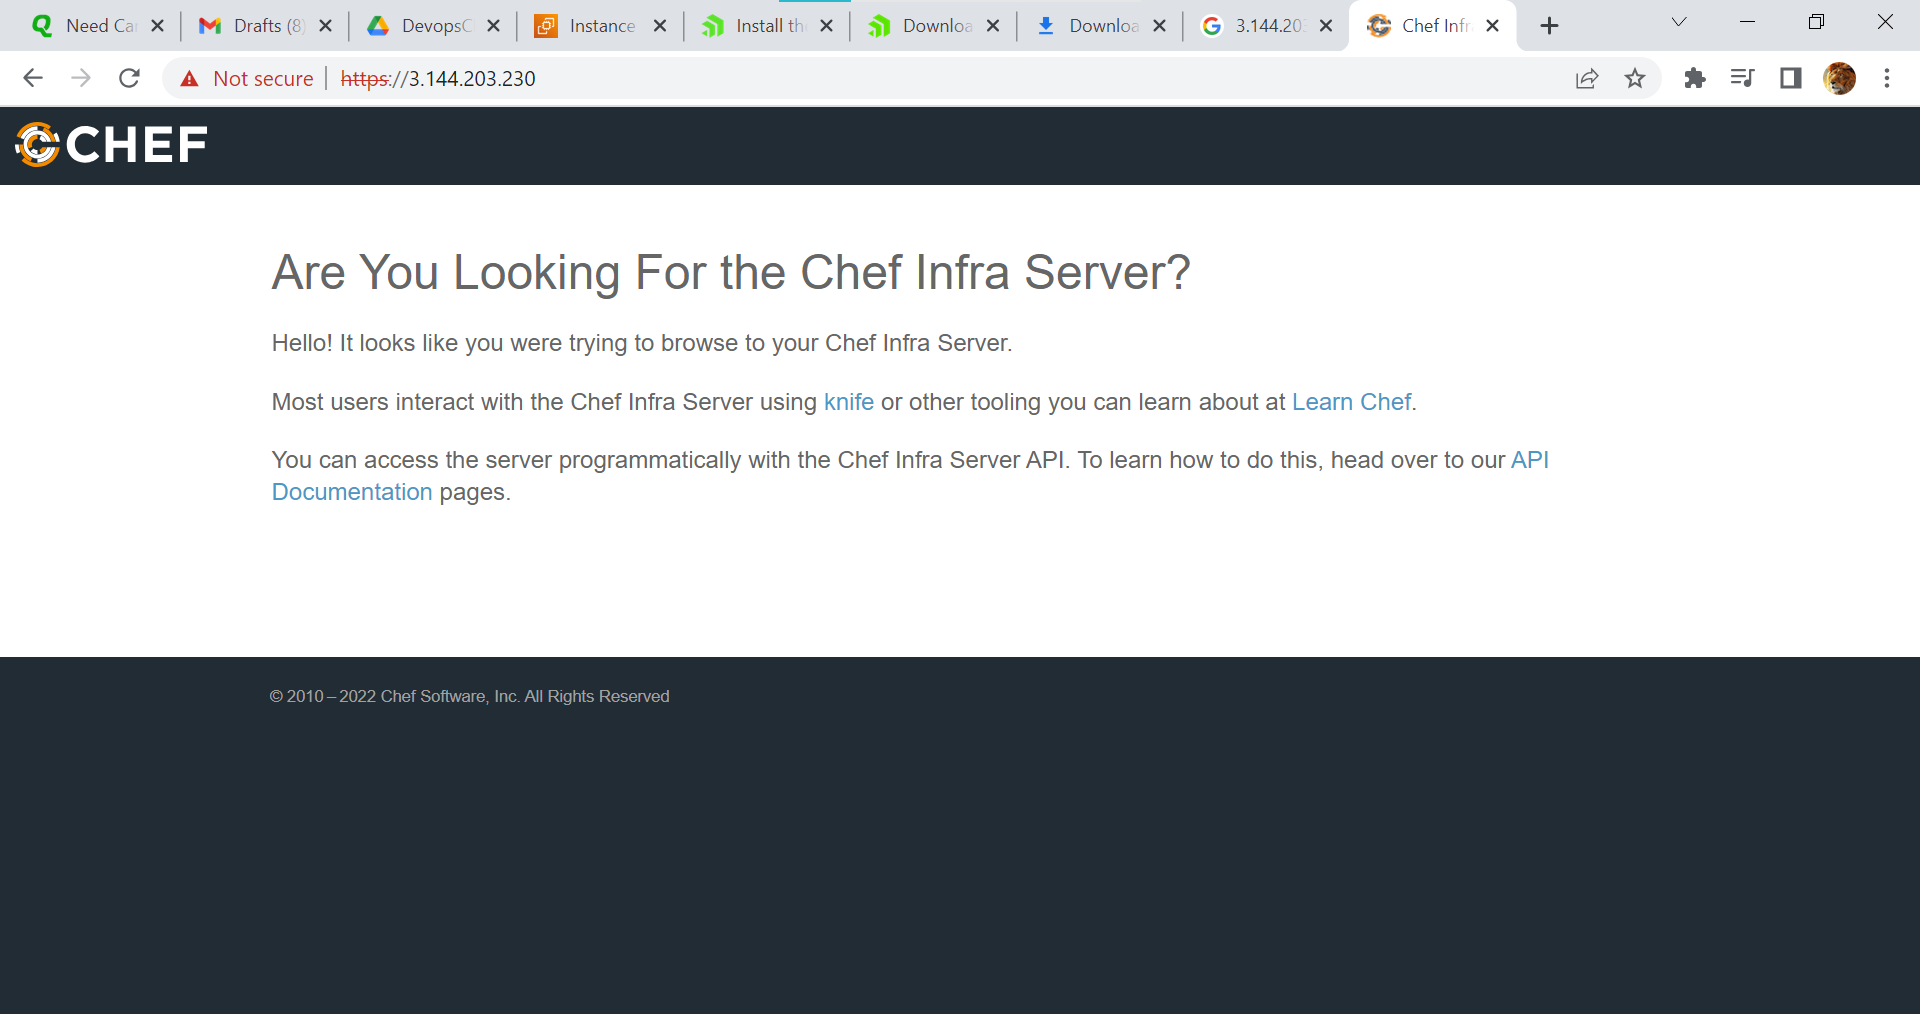 Need Ca
Drafts (8)
DevopsC
Instance
Install th
Downloa
Downloa
3.144.20
Chef Infr
Not secure
https://3.144.203.230
CHEF
Are You Looking For the Chef Infra Server?
Hello! It looks like you were trying to browse to your Chef Infra Server.
Most users interact with the Chef Infra Server using knife or other tooling you can learn about at Learn Chef.
You can access the server programmatically with the Chef Infra Server API. To learn how to do this, head over to our API
Documentation pages.
© 2010 – 2022 Chef Software, Inc. All Rights Reserved